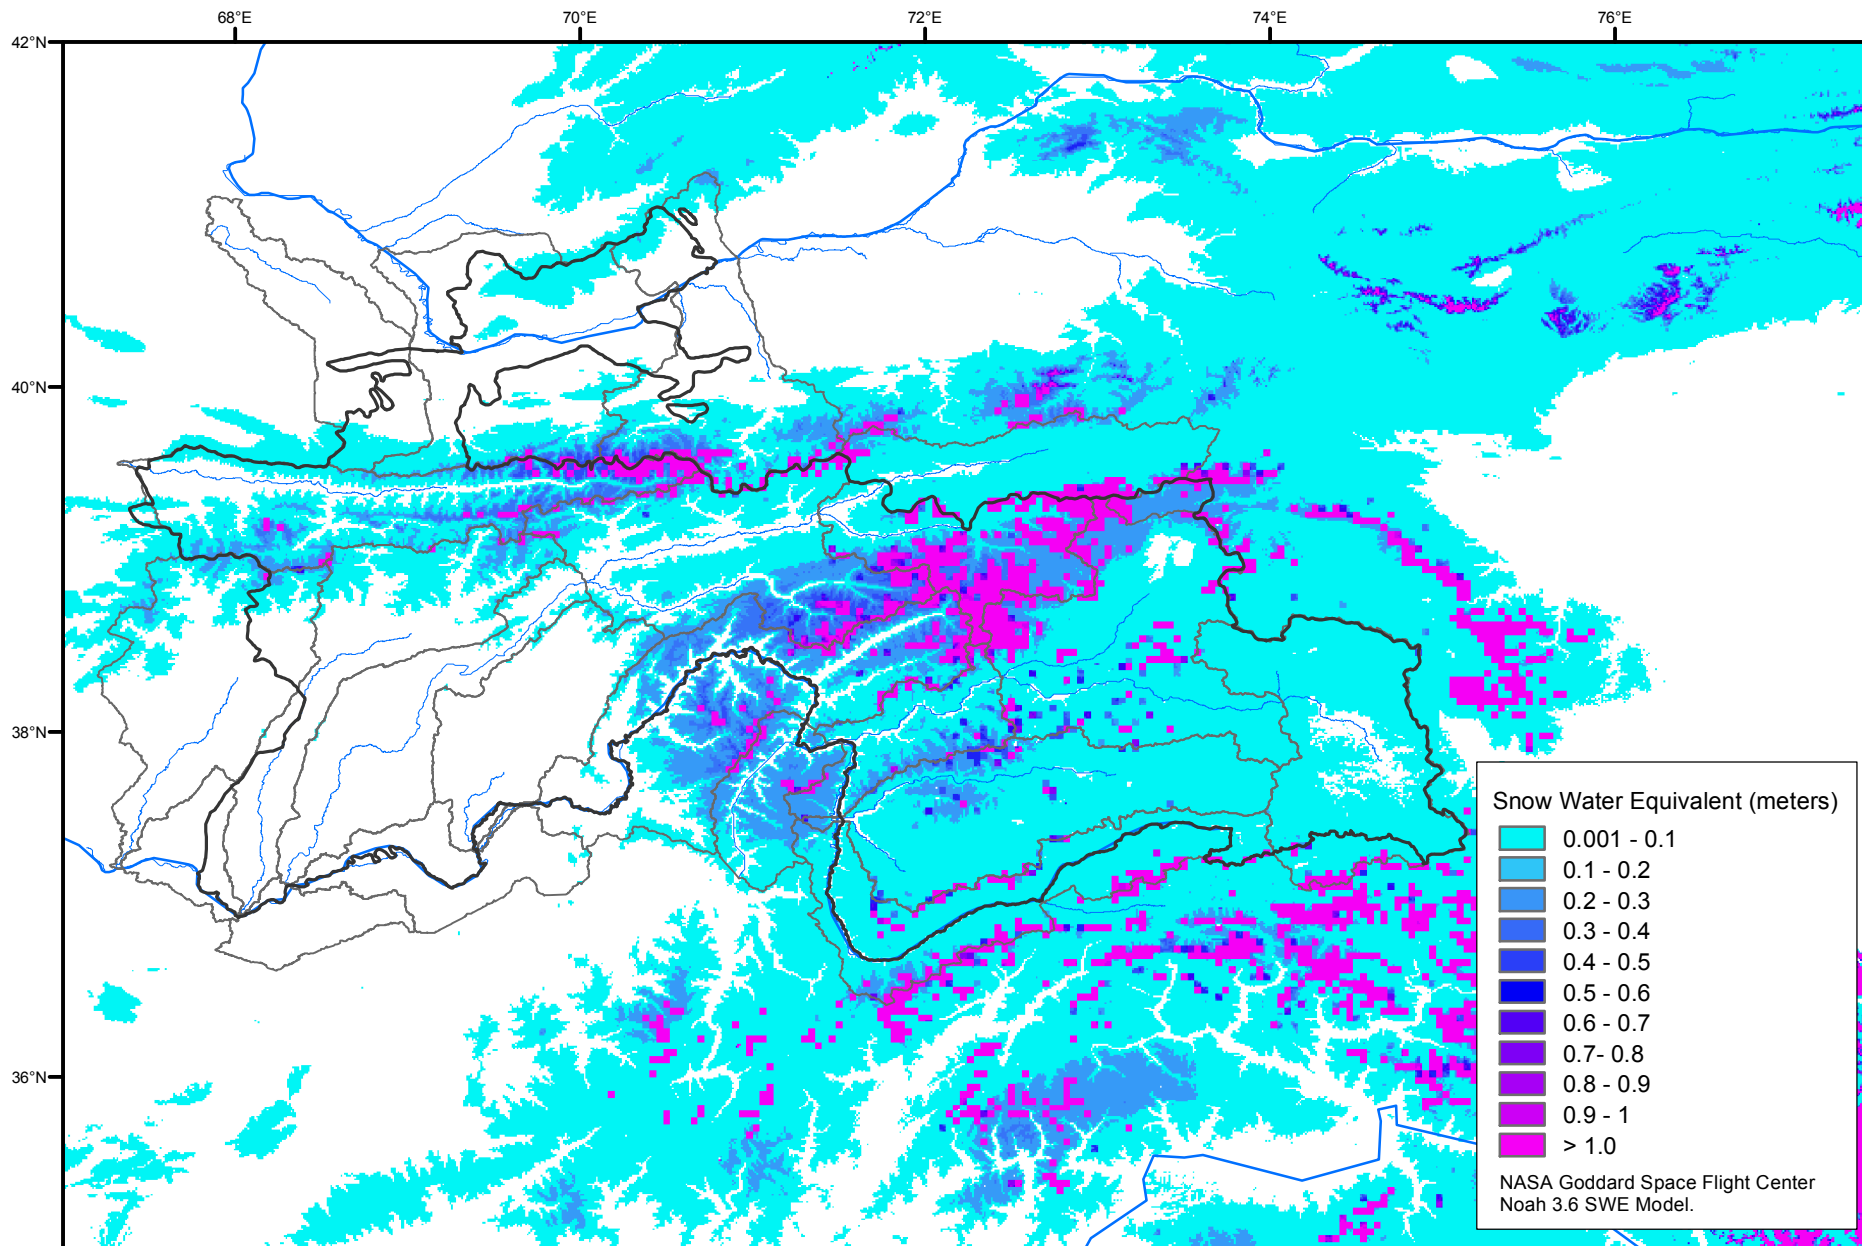 68°E 70°E 72°E 74°E 76°E
42°N
40°N
38°N
36°N
Snow Water Equivalent (meters)
0.001 - 0.1
0.1 - 0.2
0.2 - 0.3
0.3 - 0.4
0.4 - 0.5
0.5 - 0.6
0.6 - 0.7
0.7- 0.8
0.8 - 0.9
0.9 - 1
> 1.0
NASA Goddard Space Flight Center
Noah 3.6 SWE Model.